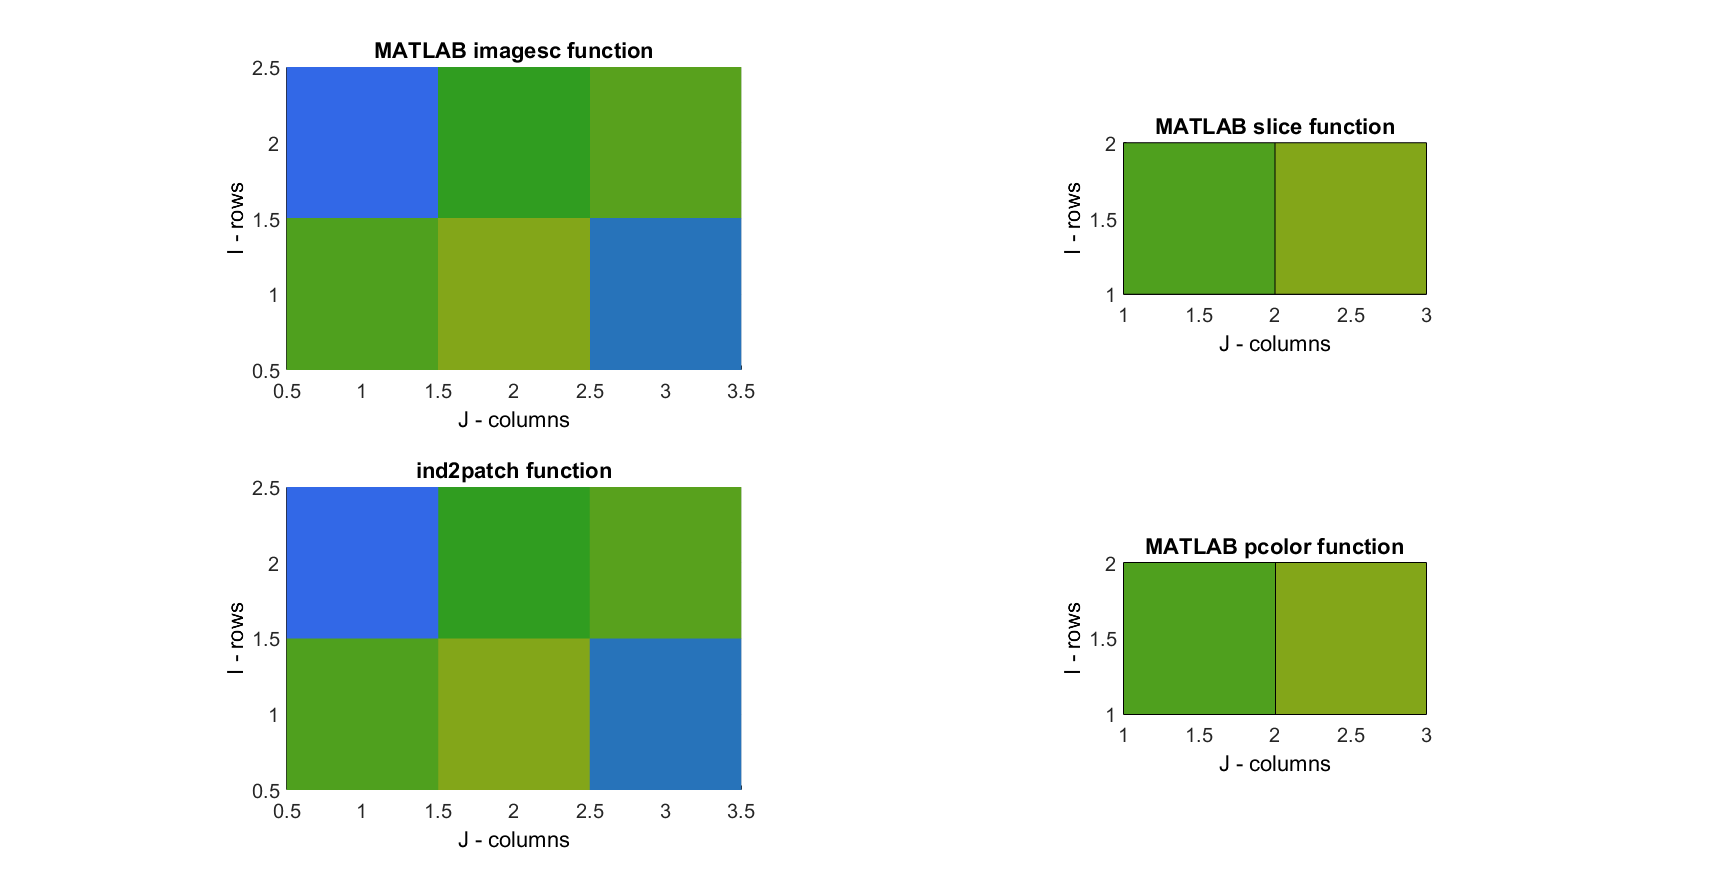 MATLAB imagesc function
2.5
2
1.5
1
0.5
I - rows
0.5 1 1.5 2 2.5 3 3.5
J - columns
MATLAB slice function
2
1.5
1
I - rows
1 1.5 2 2.5 3
J - columns
ind2patch function
2.5
2
1.5
1
0.5
I - rows
0.5 1 1.5 2 2.5 3 3.5
J - columns
MATLAB pcolor function
2
1.5
1
I - rows
1 1.5 2 2.5 3
J - columns